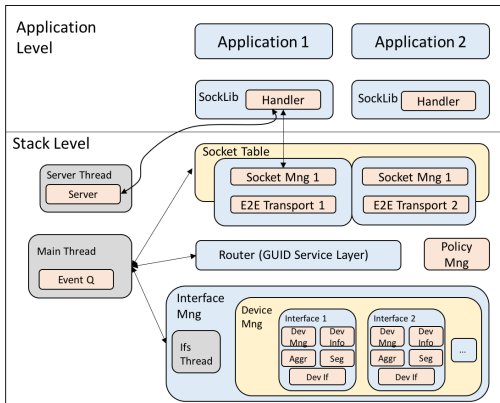 Application
Level
Application 1
Application 2
SockLib
Handler
SockLib
Handler
Stack Level
Socket Table
Server Thread
Server
Socket Mng 1
Socket Mng 1
E2E Transport 1
E2E Transport 2
Main Thread
Event Q
Router (GUID Service Layer)
Policy
Mng
Interface
Mng
Device
Mng
Ifs
Thread
Interface 1
Dev
Mng
Dev
Info
Aggr
Seg
Dev If
Interface 2
Dev
Mng
Dev
Info
Aggr
Seg
Dev If
...